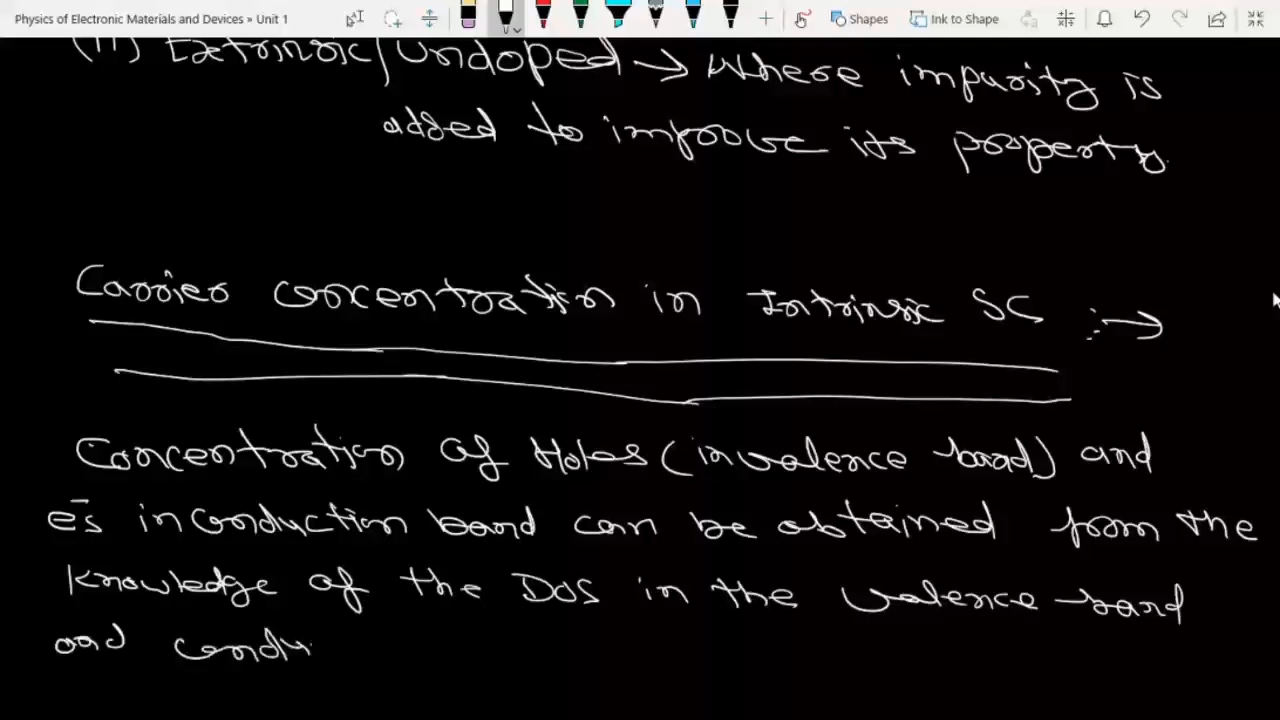 Physics of Electronic Materials and Devices » Unit 1
Shapes
Ink to Shape
(ii) Extrinsic/Undoped → Where impurity is
added to improve its property.
Carrier concentration in Intrinsic SC :→
Concentration of Holes (in valence band) and
e̅s in conduction band can be obtained from the
knowledge of the DOS in the valence band
and condu